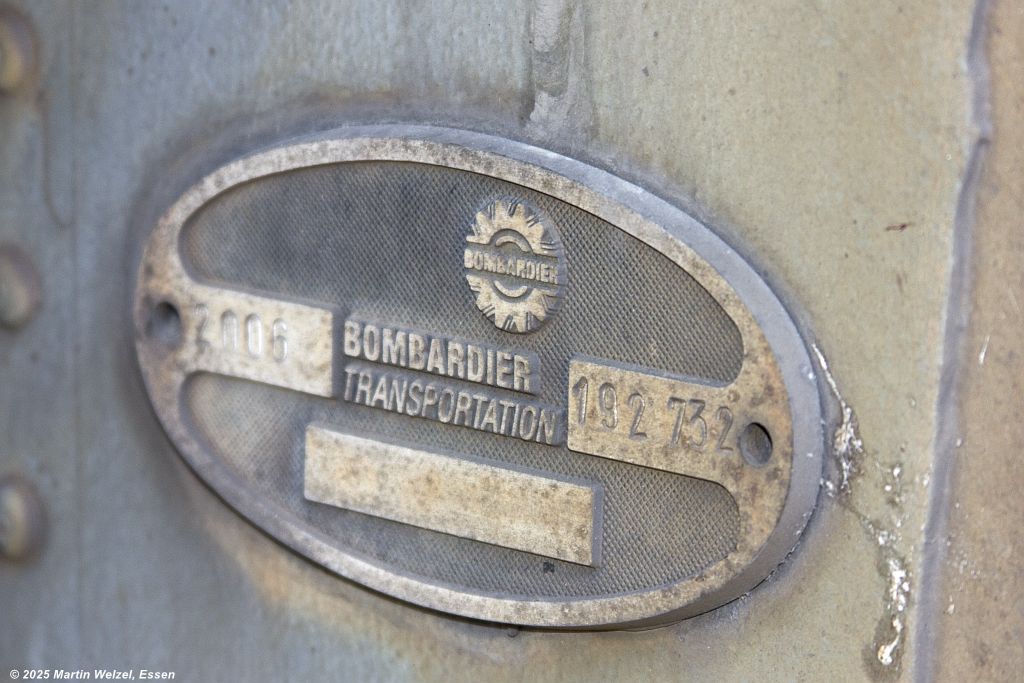 BOMBARDIER
2006
BOMBARDIER
TRANSPORTATION
192 732
© 2025 Martin Welzel, Essen